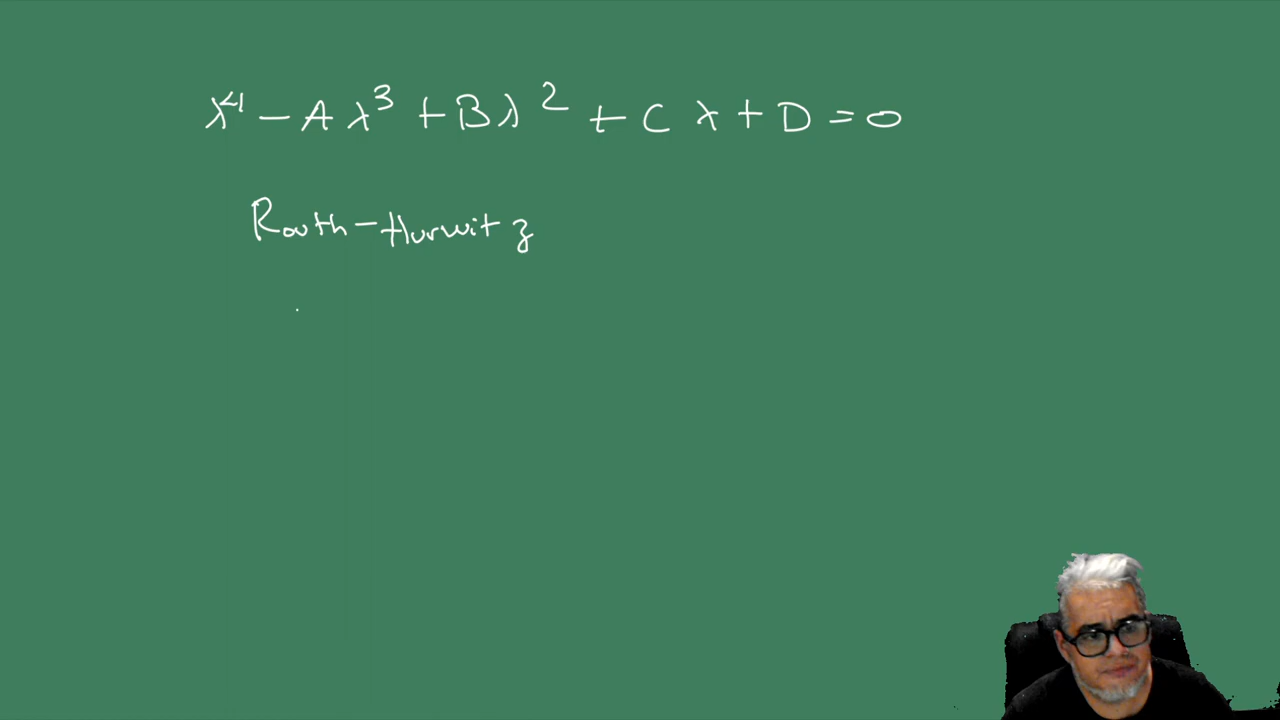 λ⁴ − Aλ³ + Bλ² + Cλ + D = 0
Routh-Hurwitz